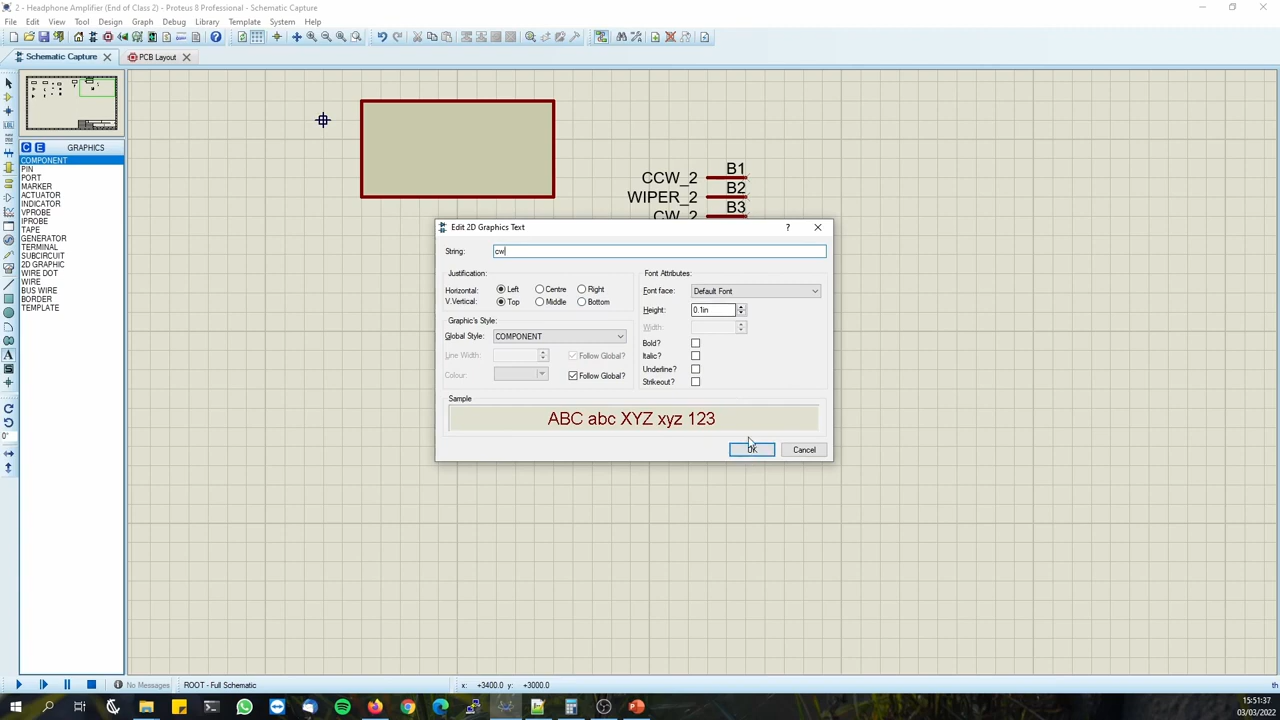 2 - Headphone Amplifier (End of Class 2) - Proteus 8 Professional - Schematic Capture
File Edit View Tool Design Graph Debug Library Template System Help
Schematic Capture
PCB Layout
C E GRAPHICS
COMPONENT
PIN
PORT
MARKER
ACTUATOR
INDICATOR
VPROBE
IPROBE
TAPE
GENERATOR
TERMINAL
SUBCIRCUIT
2D GRAPHIC
WIRE DOT
WIRE
BUS WIRE
BORDER
TEMPLATE
CCW_2 B1
WIPER_2 B2
CW_2 B3
Edit 2D Graphics Text ?
String: cw
Justification:
Horizontal: Left Centre Right
V.Vertical: Top Middle Bottom
Graphic's Style:
Global Style: COMPONENT
Line Width: Follow Global?
Colour: Follow Global?
Font Attributes:
Font face: Default Font
Height: 0.1in
Width:
Bold?
Italic?
Underline?
Strikeout?
Sample
ABC abc XYZ xyz 123
OK Cancel
0°
No Messages ROOT - Full Schematic x: +3400.0 y: +3000.0 th
15:51:37
03/03/2022